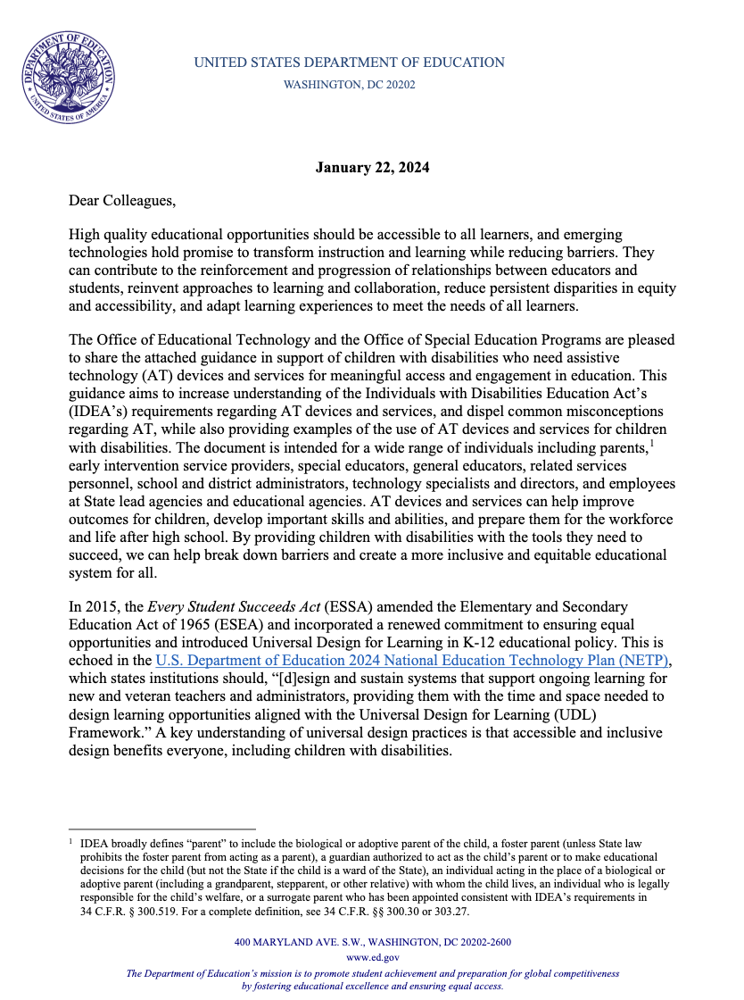 DEPARTMENT OF EDUCATION
UNITED STATES OF AMERICA
UNITED STATES DEPARTMENT OF EDUCATION
WASHINGTON, DC 20202
January 22, 2024
Dear Colleagues,
High quality educational opportunities should be accessible to all learners, and emerging
technologies hold promise to transform instruction and learning while reducing barriers. They
can contribute to the reinforcement and progression of relationships between educators and
students, reinvent approaches to learning and collaboration, reduce persistent disparities in equity
and accessibility, and adapt learning experiences to meet the needs of all learners.
The Office of Educational Technology and the Office of Special Education Programs are pleased
to share the attached guidance in support of children with disabilities who need assistive
technology (AT) devices and services for meaningful access and engagement in education. This
guidance aims to increase understanding of the Individuals with Disabilities Education Act's
(IDEA's) requirements regarding AT devices and services, and dispel common misconceptions
regarding AT, while also providing examples of the use of AT devices and services for children
with disabilities. The document is intended for a wide range of individuals including parents,1
early intervention service providers, special educators, general educators, related services
personnel, school and district administrators, technology specialists and directors, and employees
at State lead agencies and educational agencies. AT devices and services can help improve
outcomes for children, develop important skills and abilities, and prepare them for the workforce
and life after high school. By providing children with disabilities with the tools they need to
succeed, we can help break down barriers and create a more inclusive and equitable educational
system for all.
In 2015, the Every Student Succeeds Act (ESSA) amended the Elementary and Secondary
Education Act of 1965 (ESEA) and incorporated a renewed commitment to ensuring equal
opportunities and introduced Universal Design for Learning in K-12 educational policy. This is
echoed in the U.S. Department of Education 2024 National Education Technology Plan (NETP),
which states institutions should, "[d]esign and sustain systems that support ongoing learning for
new and veteran teachers and administrators, providing them with the time and space needed to
design learning opportunities aligned with the Universal Design for Learning (UDL)
Framework." A key understanding of universal design practices is that accessible and inclusive
design benefits everyone, including children with disabilities.
1 IDEA broadly defines "parent" to include the biological or adoptive parent of the child, a foster parent (unless State law
prohibits the foster parent from acting as a parent), a guardian authorized to act as the child's parent or to make educational
decisions for the child (but not the State if the child is a ward of the State), an individual acting in the place of a biological or
adoptive parent (including a grandparent, stepparent, or other relative) with whom the child lives, an individual who is legally
responsible for the child's welfare, or a surrogate parent who has been appointed consistent with IDEA's requirements in
34 C.F.R. § 300.519. For a complete definition, see 34 C.F.R. §§ 300.30 or 303.27.
400 MARYLAND AVE. S.W., WASHINGTON, DC 20202-2600
www.ed.gov
The Department of Education's mission is to promote student achievement and preparation for global competitiveness
by fostering educational excellence and ensuring equal access.